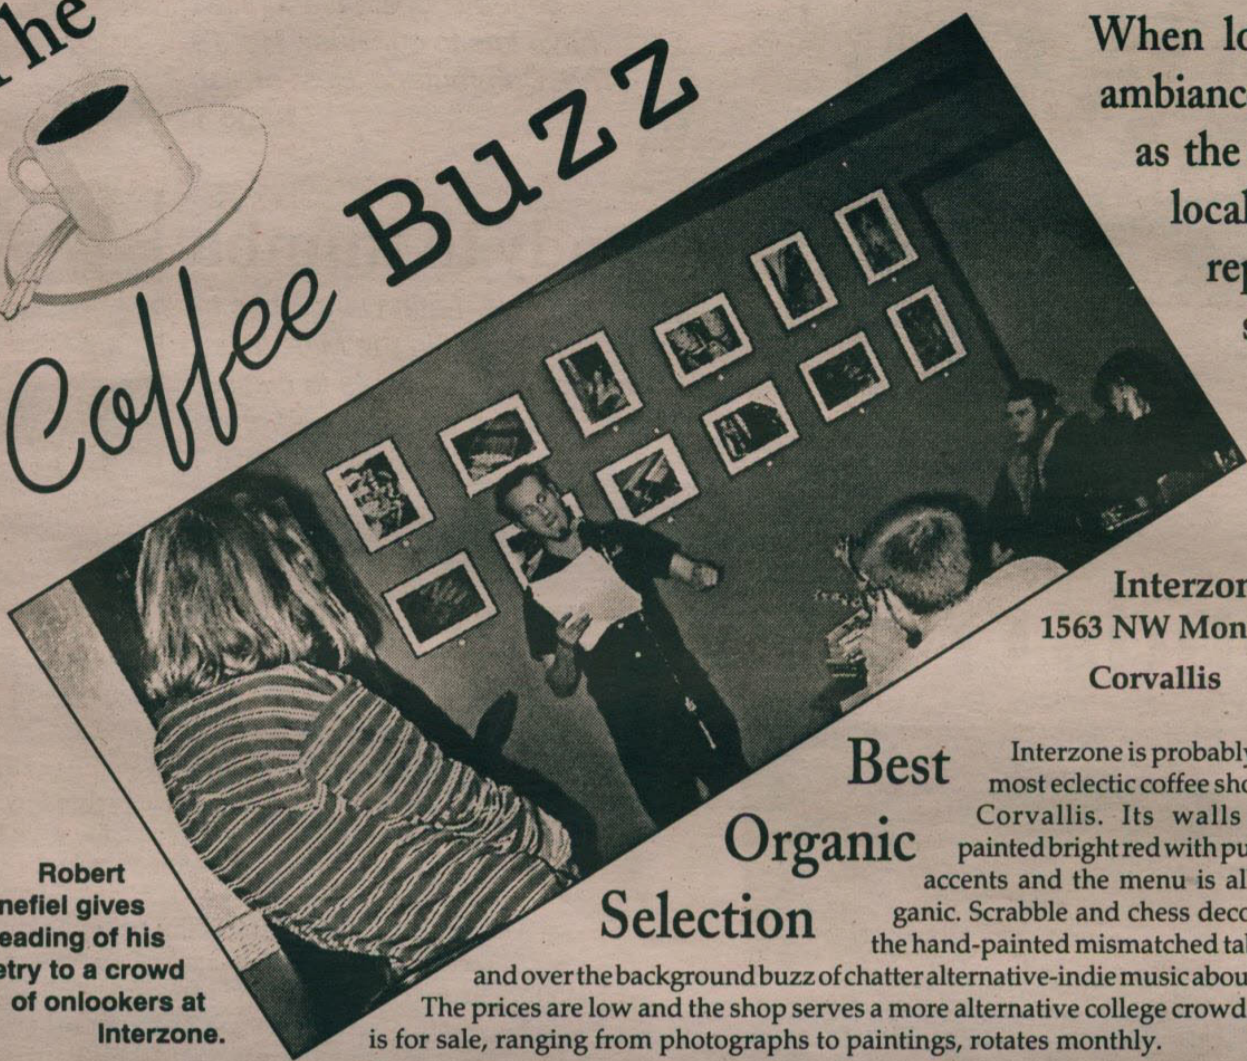 The
Coffee Buzz
When
ambianc
as the
local
rep
s
Interzon
1563 NW Mon
Corvallis
Best
Organic
Selection
Interzone is probably
most eclectic coffee sho
Corvallis. Its walls
painted bright red with pu
accents and the menu is al
ganic. Scrabble and chess deco
the hand-painted mismatched tal
and over the background buzz of chatter alternative-indie music abou
The prices are low and the shop serves a more alternative college crowd
is for sale, ranging from photographs to paintings, rotates monthly.
Robert
nefiel gives
eading of his
etry to a crowd
of onlookers at
Interzone.